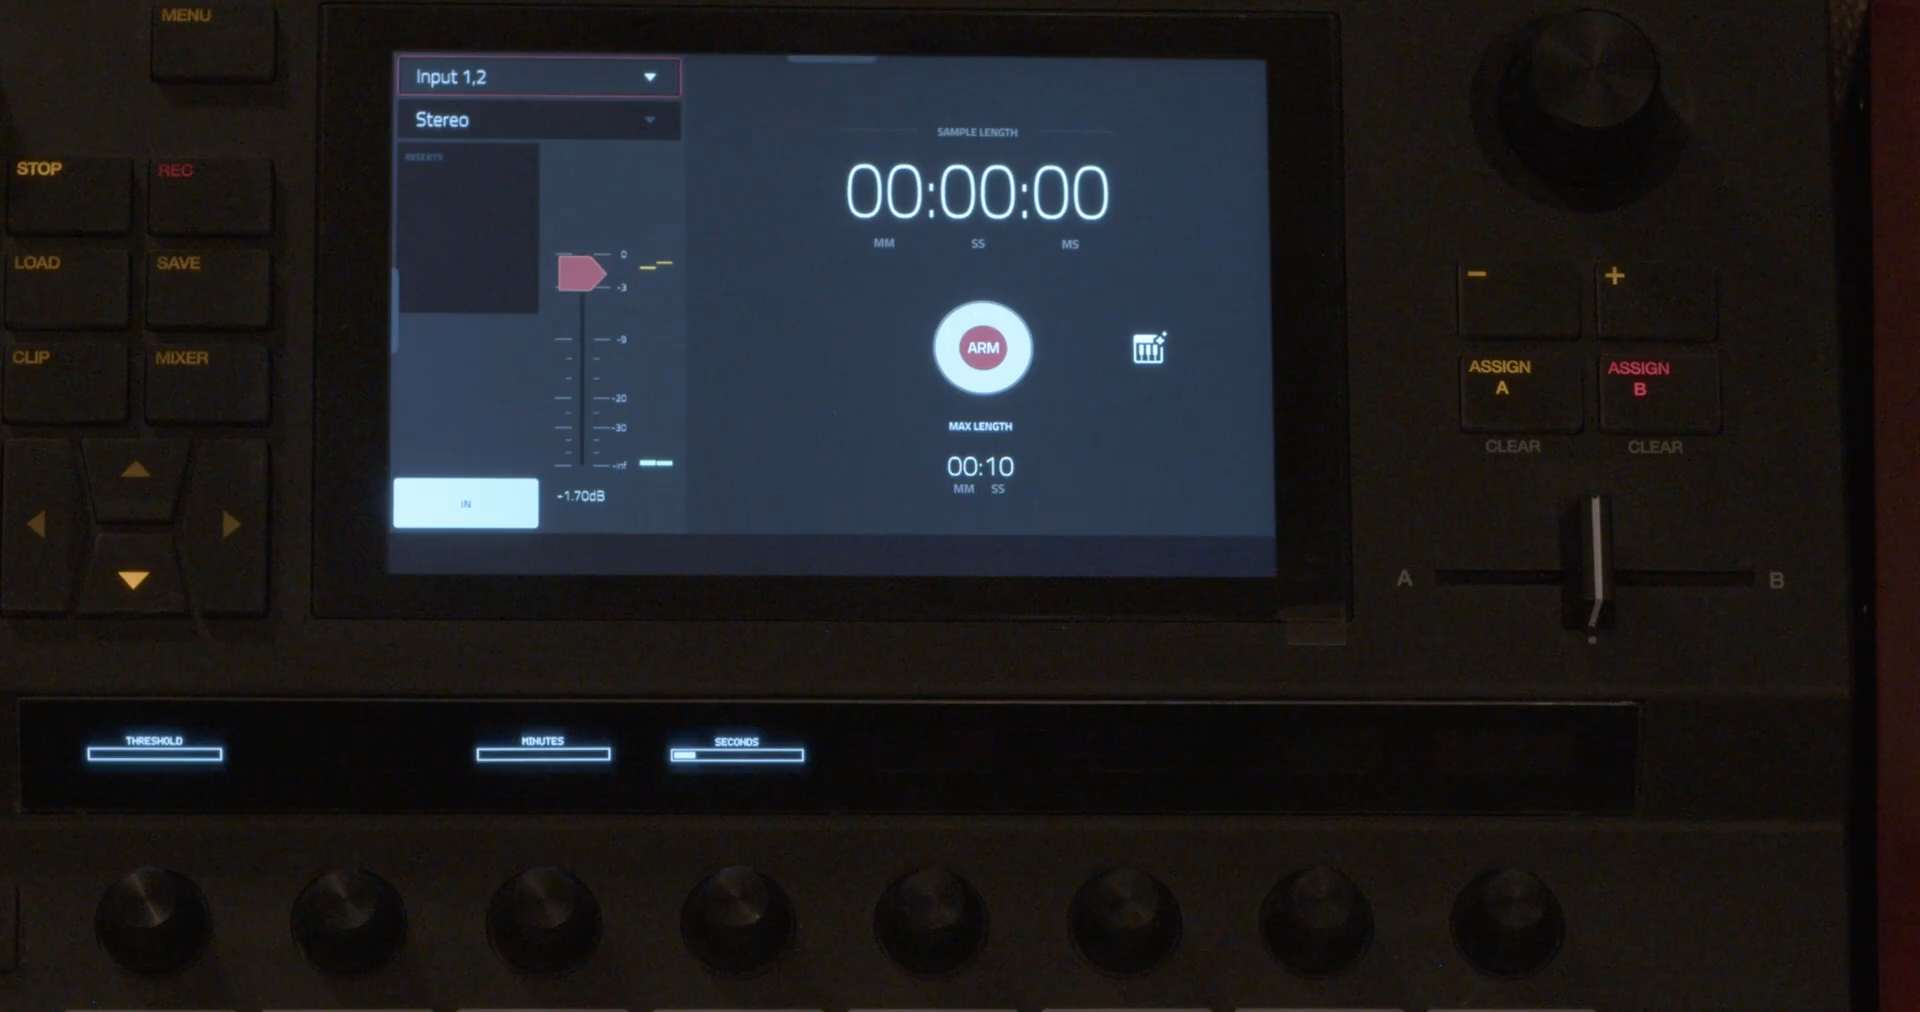 MENU
STOP
REC
LOAD
SAVE
CLIP
MIXER
Input 1,2
Stereo
INSERTS
0
-3
-9
-20
-30
-inf
-1.70dB
IN
SAMPLE LENGTH
00:00:00
MM SS MS
ARM
MAX LENGTH
00:10
MM SS
- +
ASSIGN A
ASSIGN B
CLEAR CLEAR
A B
THRESHOLD
MINUTES
SECONDS